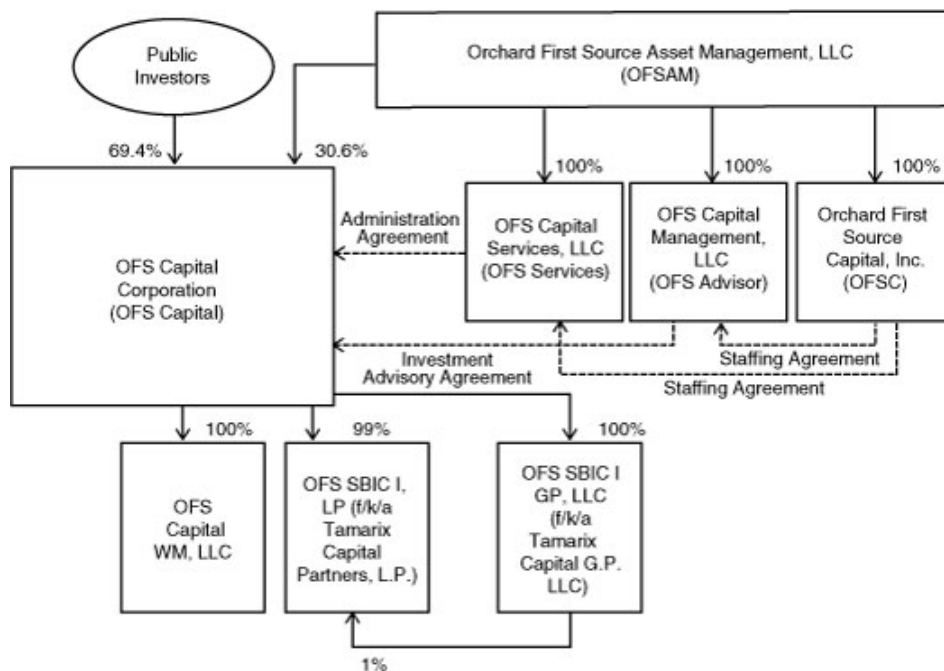 Public
Investors
Orchard First Source Asset Management, LLC
(OFSAM)
69.4%
30.6%
100%
100%
100%
OFS Capital
Corporation
(OFS Capital)
Administration
Agreement
OFS Capital
Services, LLC
(OFS Services)
OFS Capital
Management,
LLC
(OFS Advisor)
Orchard First
Source
Capital, Inc.
(OFSC)
Investment
Advisory Agreement
Staffing Agreement
Staffing Agreement
100%
99%
100%
OFS
Capital
WM, LLC
OFS SBIC I,
LP (f/k/a
Tamarix
Capital
Partners, L.P.)
OFS SBIC I
GP, LLC
(f/k/a
Tamarix
Capital G.P.
LLC)
1%